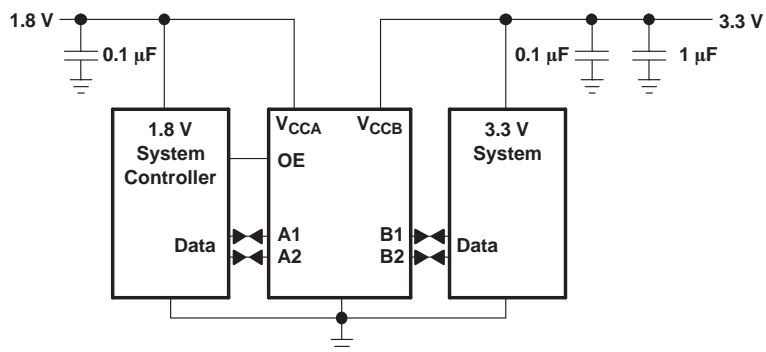 1.8 V
3.3 V
0.1 μF
0.1 μF
1 μF
1.8 V
System
Controller
Data
VCCA
VCCB
OE
A1
A2
B1
B2
3.3 V
System
Data